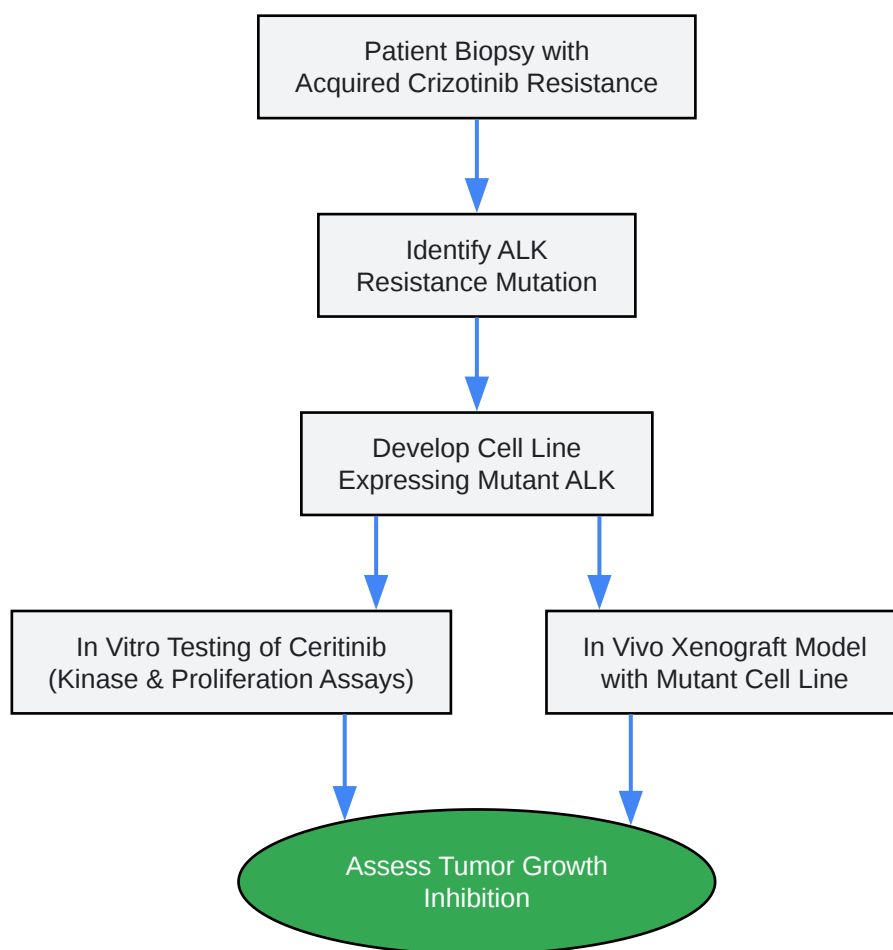 Patient Biopsy with
Acquired Crizotinib Resistance
Identify ALK
Resistance Mutation
Develop Cell Line
Expressing Mutant ALK
In Vitro Testing of Ceritinib
(Kinase & Proliferation Assays)
In Vivo Xenograft Model
with Mutant Cell Line
Assess Tumor Growth
Inhibition